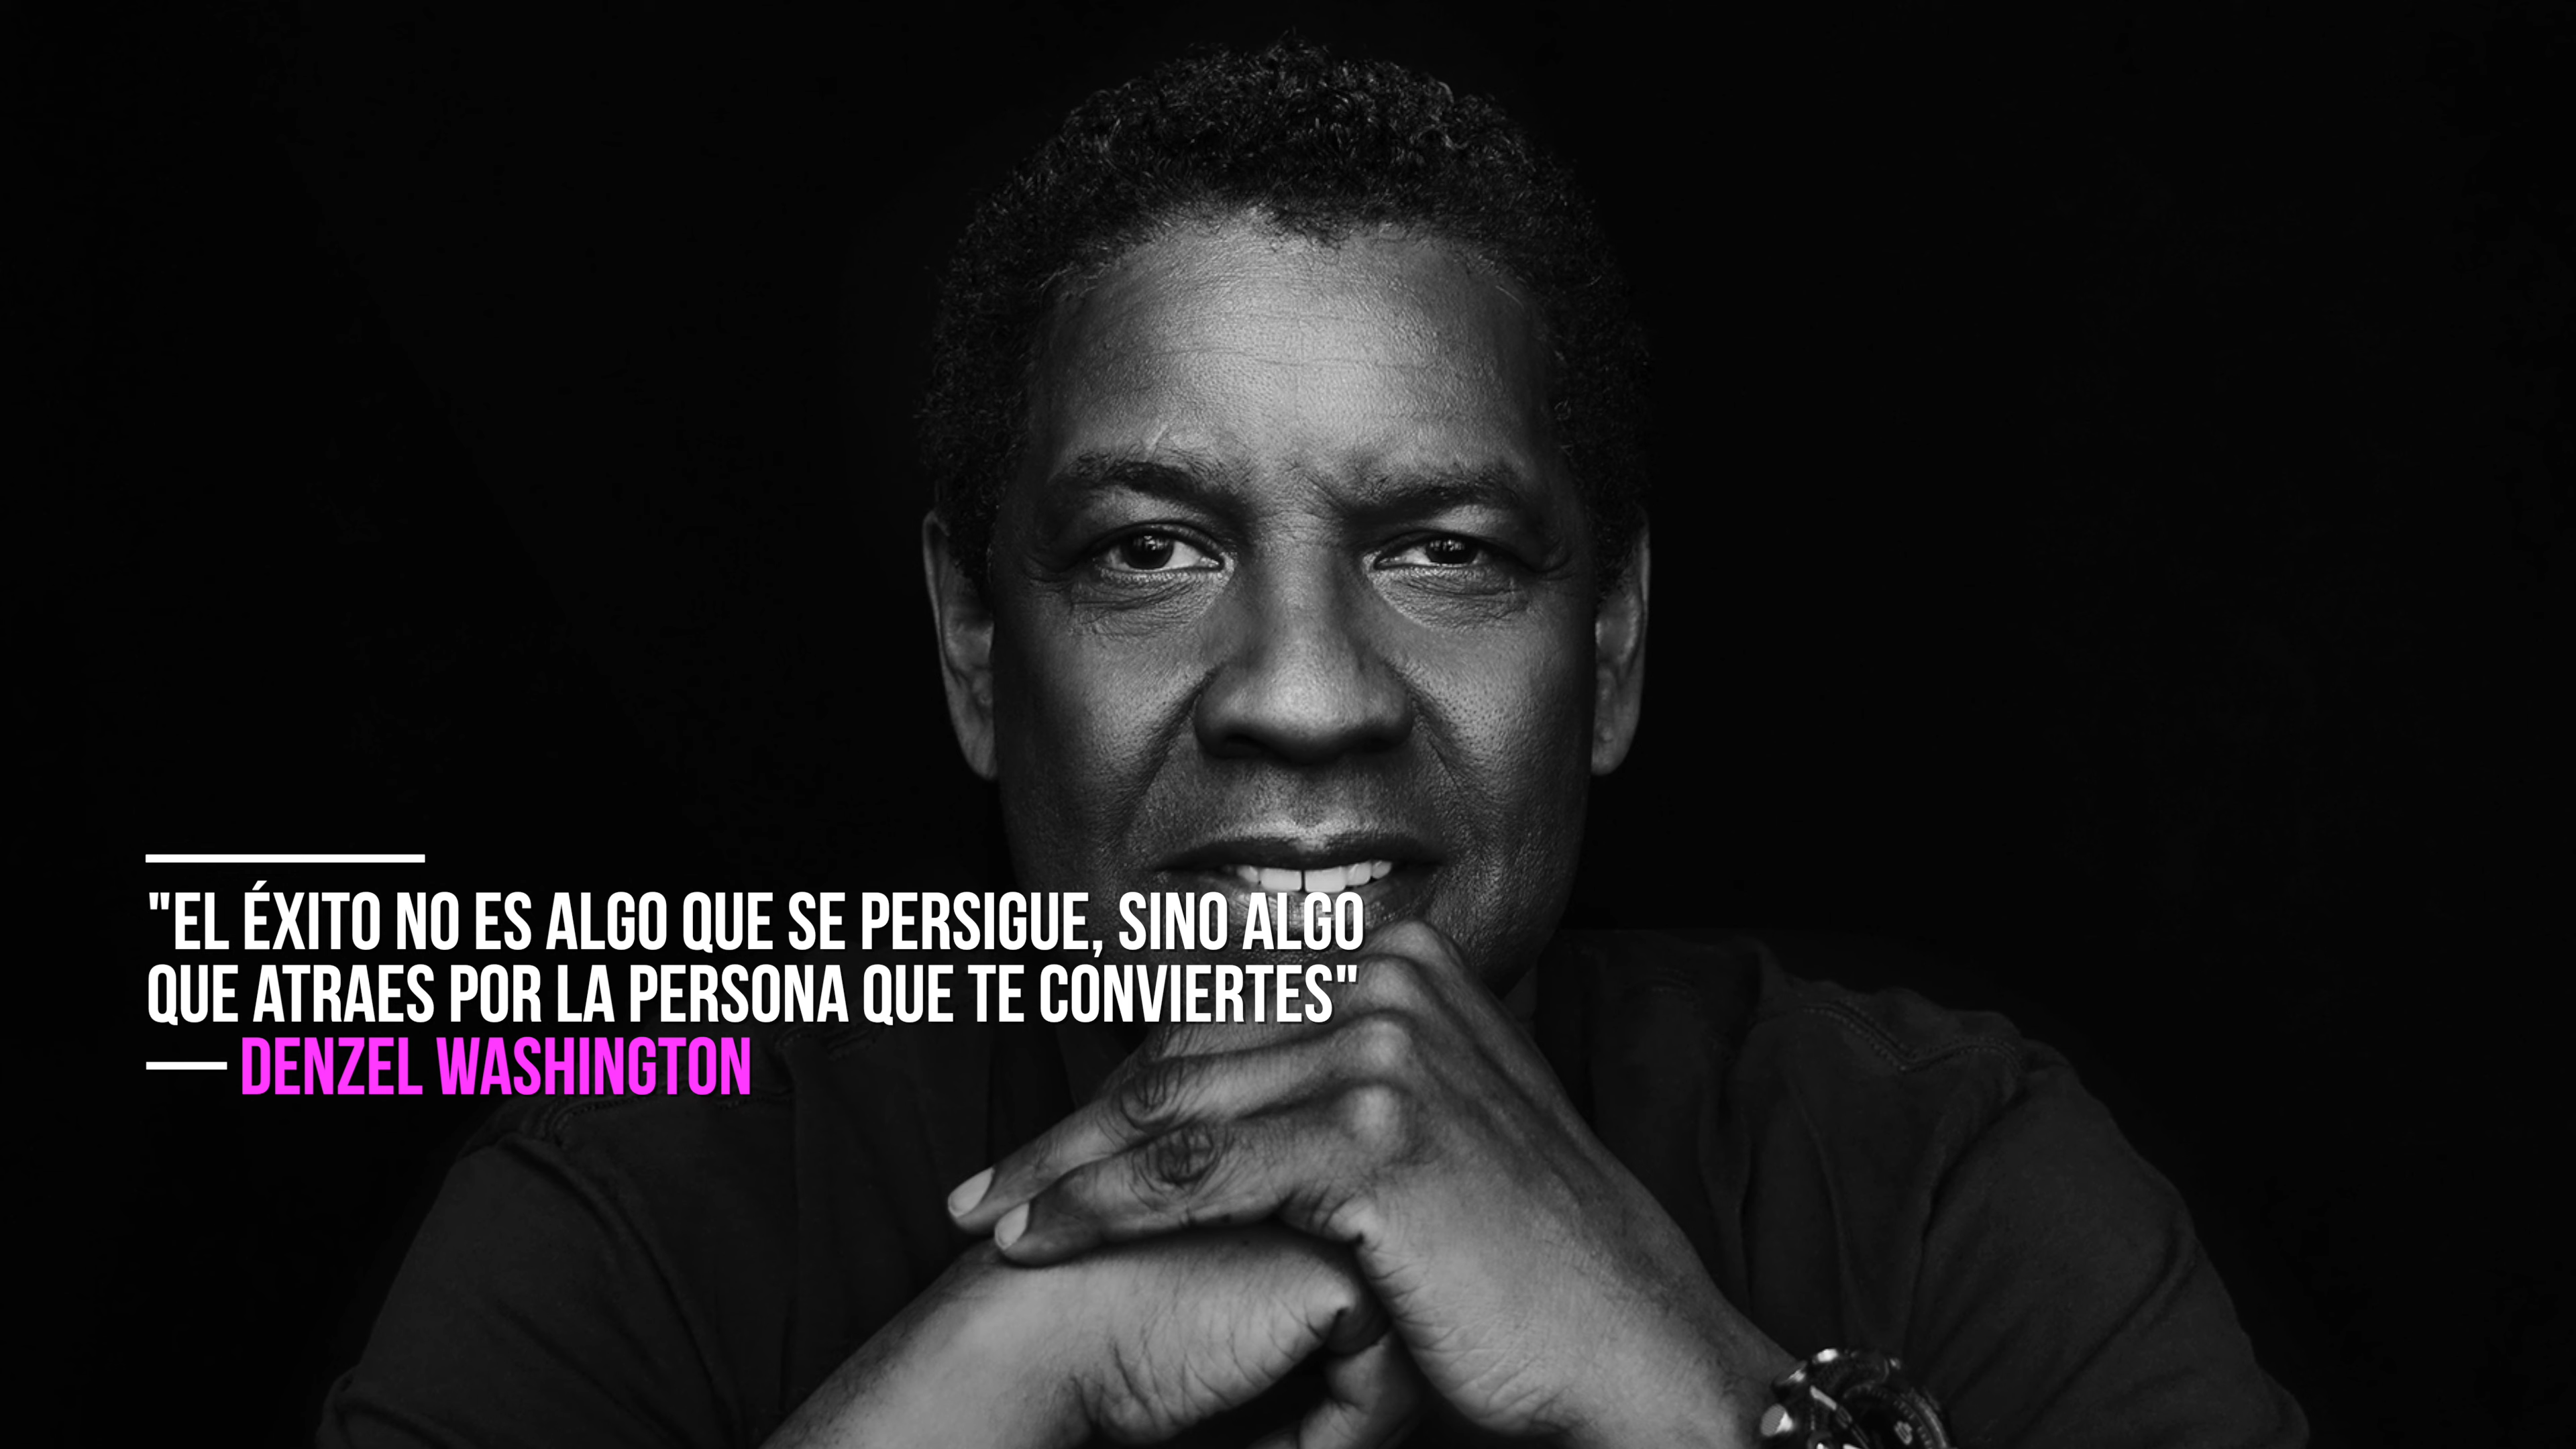 "EL ÉXITO NO ES ALGO QUE SE PERSIGUE, SINO ALGO
QUE ATRAES POR LA PERSONA QUE TE CONVIERTES"
— DENZEL WASHINGTON